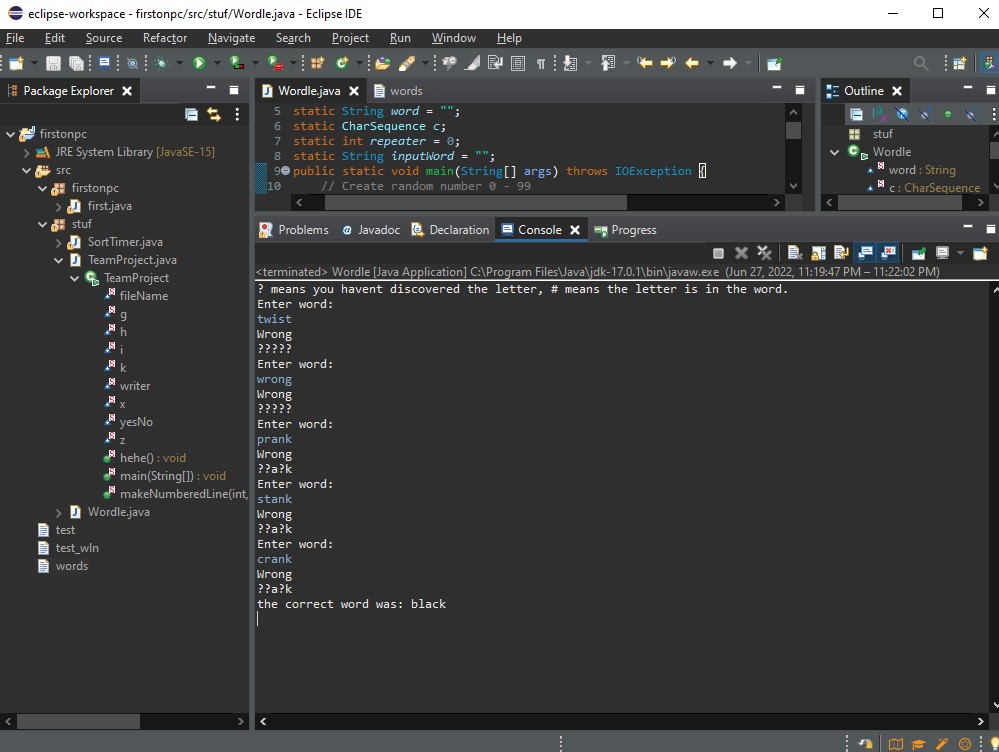 eclipse-workspace - firstonpc/src/stuf/Wordle.java - Eclipse IDE
File Edit Source Refactor Navigate Search Project Run Window Help
Package Explorer
firstonpc
JRE System Library [JavaSE-15]
src
firstonpc
first.java
stuf
SortTimer.java
TeamProject.java
TeamProject
fileName
g
h
i
k
writer
x
yesNo
z
hehe() : void
main(String[]) : void
makeNumberedLine(int,
Wordle.java
test
test_wln
words
Wordle.java words
5 static String word = "";
6 static CharSequence c;
7 static int repeater = 0;
8 static String inputWord = "";
9 public static void main(String[] args) throws IOException {
10 // Create random number 0 - 99
Outline
stuf
Wordle
word : String
c : CharSequence
Problems Javadoc Declaration Console Progress
<terminated> Wordle [Java Application] C:\Program Files\Java\jdk-17.0.1\bin\javaw.exe (Jun 27, 2022, 11:19:47 PM – 11:22:02 PM)
? means you havent discovered the letter, # means the letter is in the word.
Enter word:
twist
Wrong
?????
Enter word:
wrong
Wrong
?????
Enter word:
prank
Wrong
??a?k
Enter word:
stank
Wrong
??a?k
Enter word:
crank
Wrong
??a?k
the correct word was: black